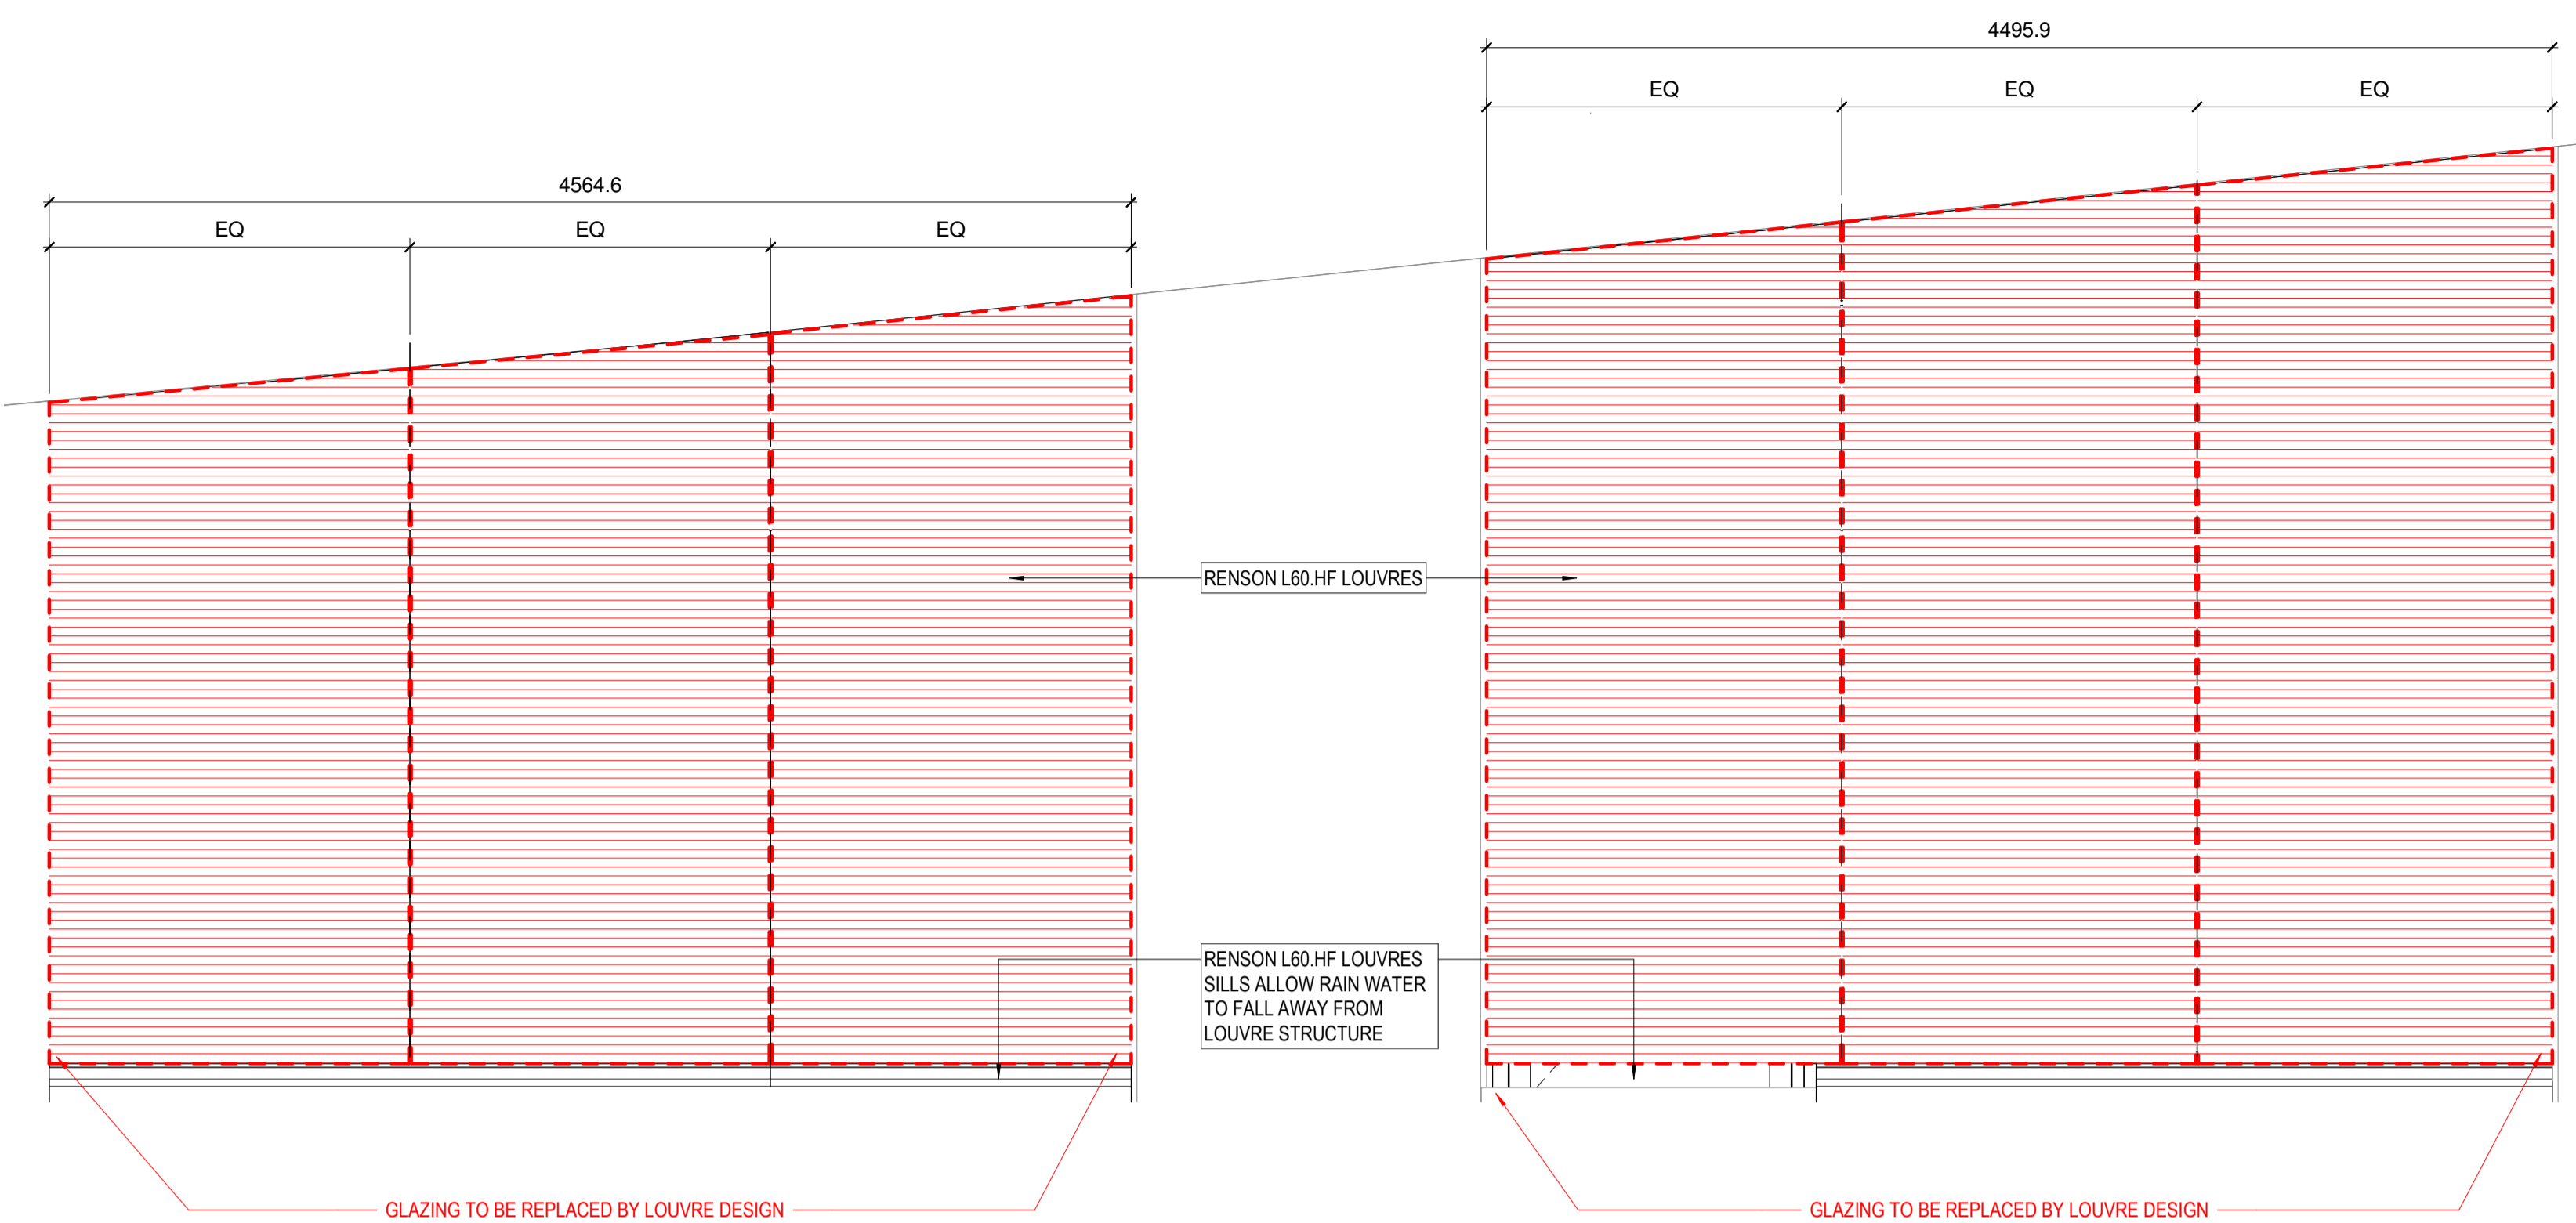 4495.9
EQ
EQ
EQ
4564.6
EQ
EQ
EQ
RENSON L60.HF LOUVRES
RENSON L60.HF LOUVRES
SILLS ALLOW RAIN WATER
TO FALL AWAY FROM
LOUVRE STRUCTURE
GLAZING TO BE REPLACED BY LOUVRE DESIGN
GLAZING TO BE REPLACED BY LOUVRE DESIGN